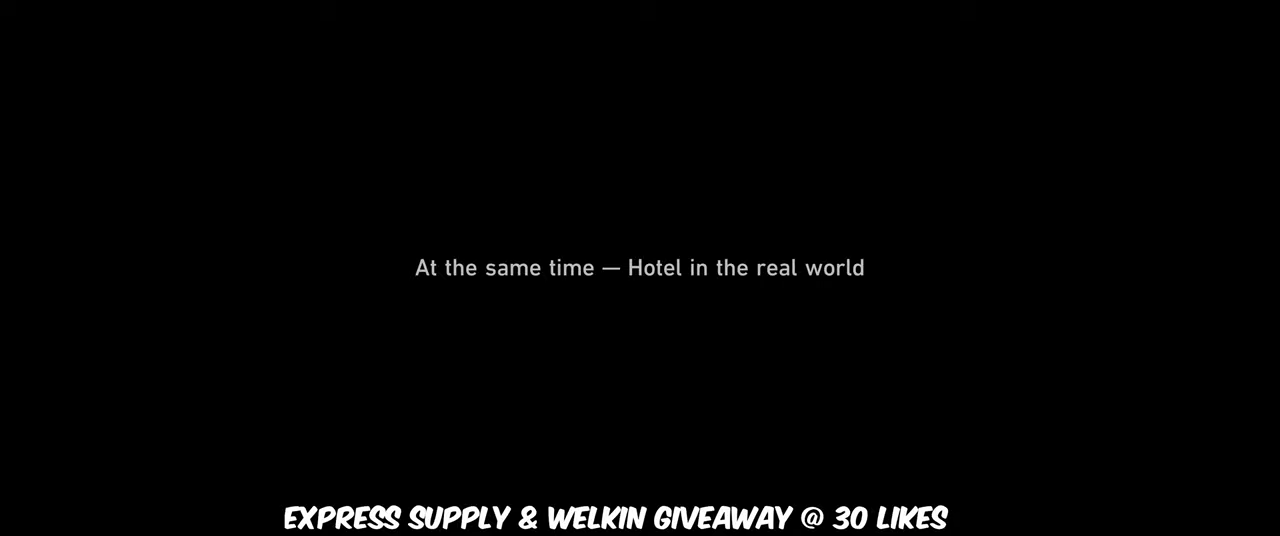 At the same time — Hotel in the real world
EXPRESS SUPPLY & WELKIN GIVEAWAY @ 30 LIKES